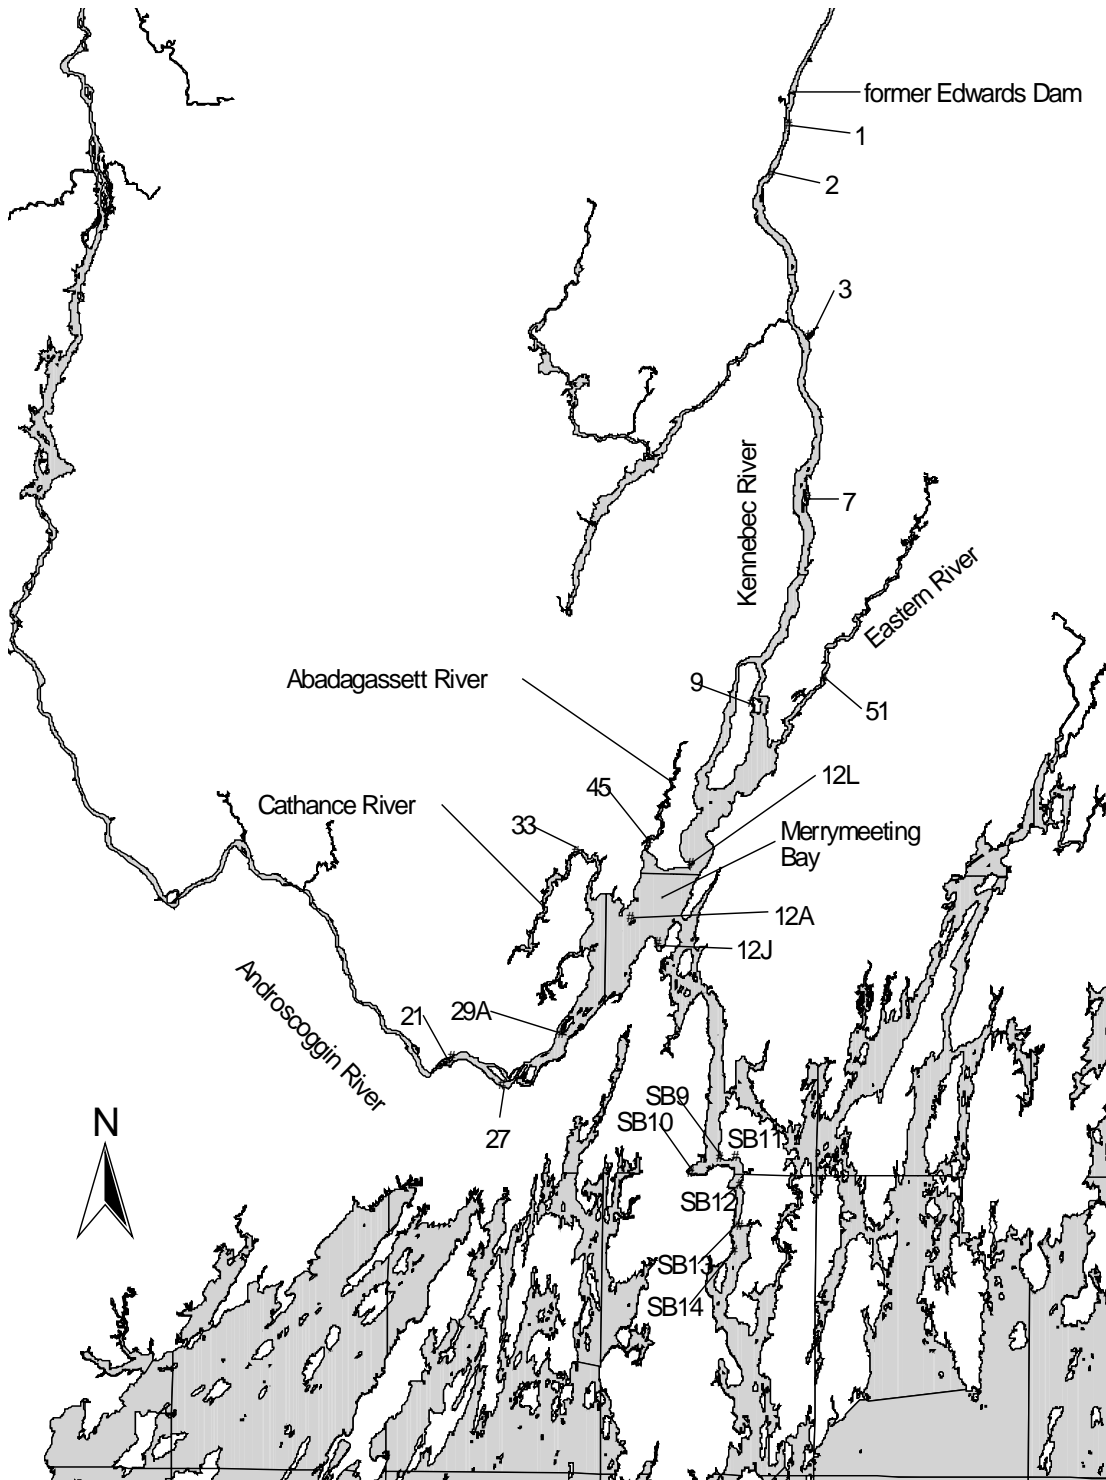 former Edwards Dam
1
2
3
Kennebec River
7
Eastern River
Abadagassett River
9
51
12L
45
Cathance River
33
Merrymeeting
Bay
12A
12J
Androscoggin River
21
29A
SB9
SB10
SB11
N
27
SB12
SB13
SB14